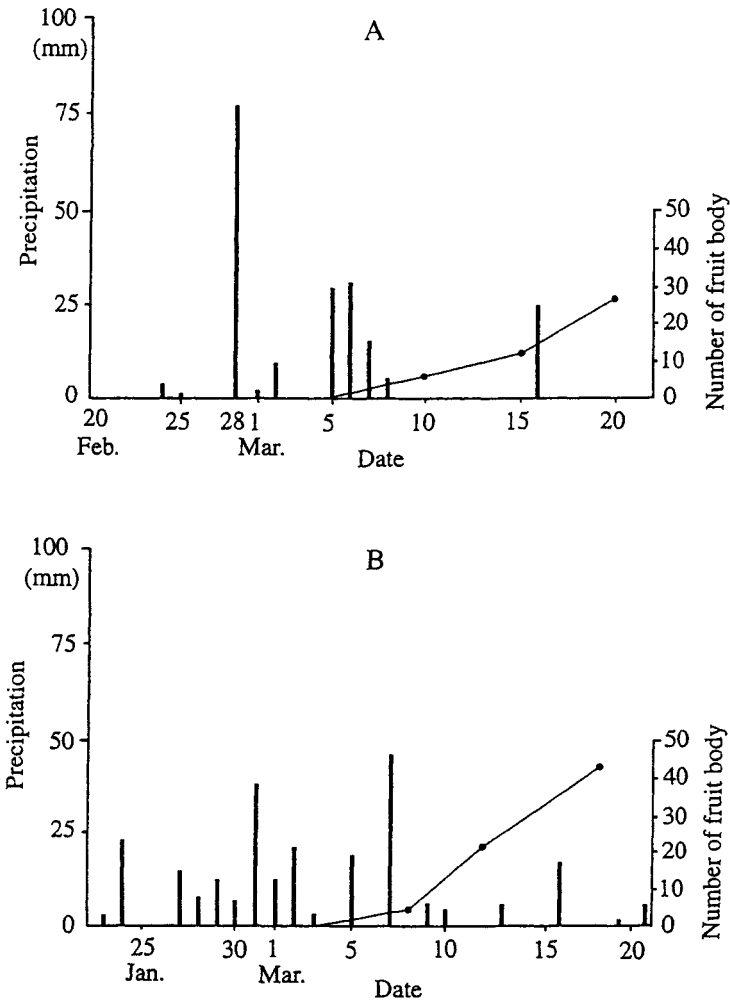 A
100
(mm)
75
50
25
0
Precipitation
50
40
30
20
10
0
Number of fruit body
20 25 28 1 5 10 15 20
Feb. Mar.
Date
B
100
(mm)
75
50
25
0
Precipitation
50
40
30
20
10
0
Number of fruit body
25 30 1 5 10 15 20
Jan. Mar.
Date